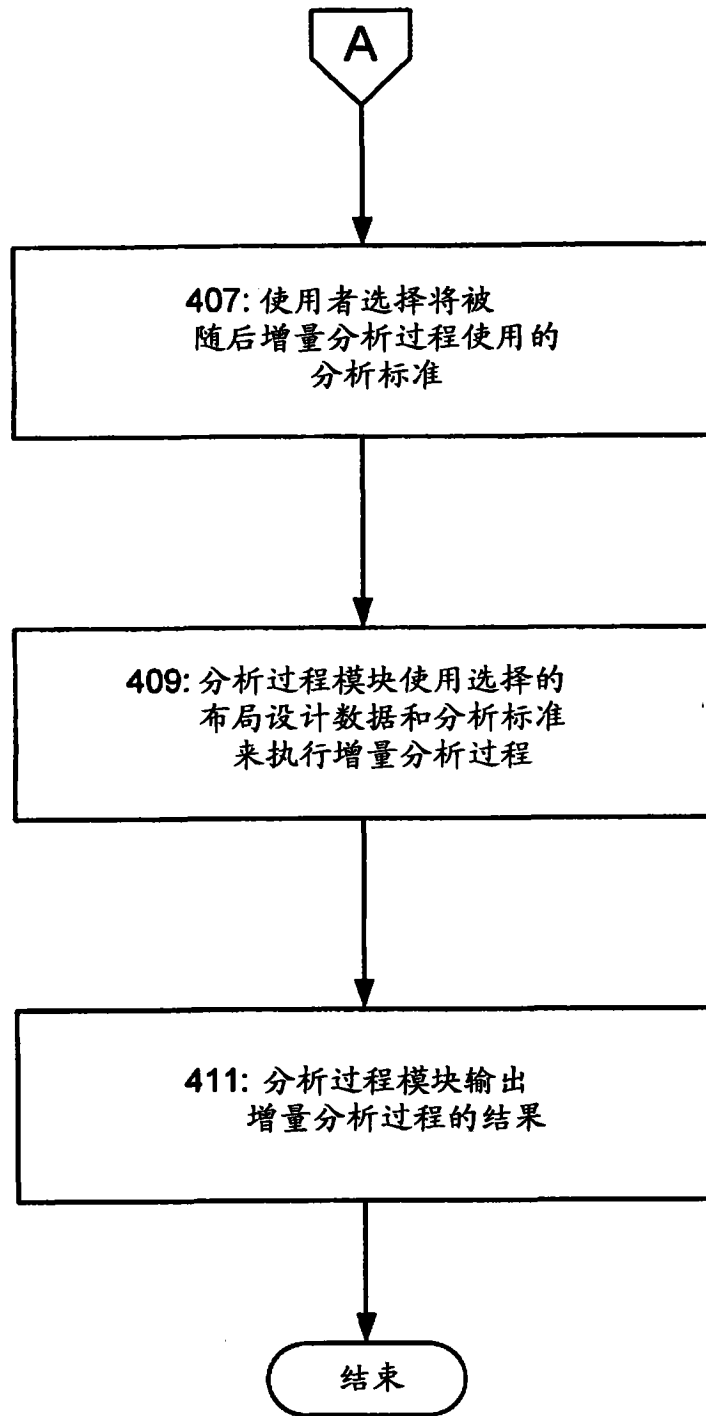 A
407: 使用者选择将被
随后增量分析过程使用的
分析标准
409: 分析过程模块使用选择的
布局设计数据和分析标准
来执行增量分析过程
411: 分析过程模块输出
增量分析过程的结果
结束